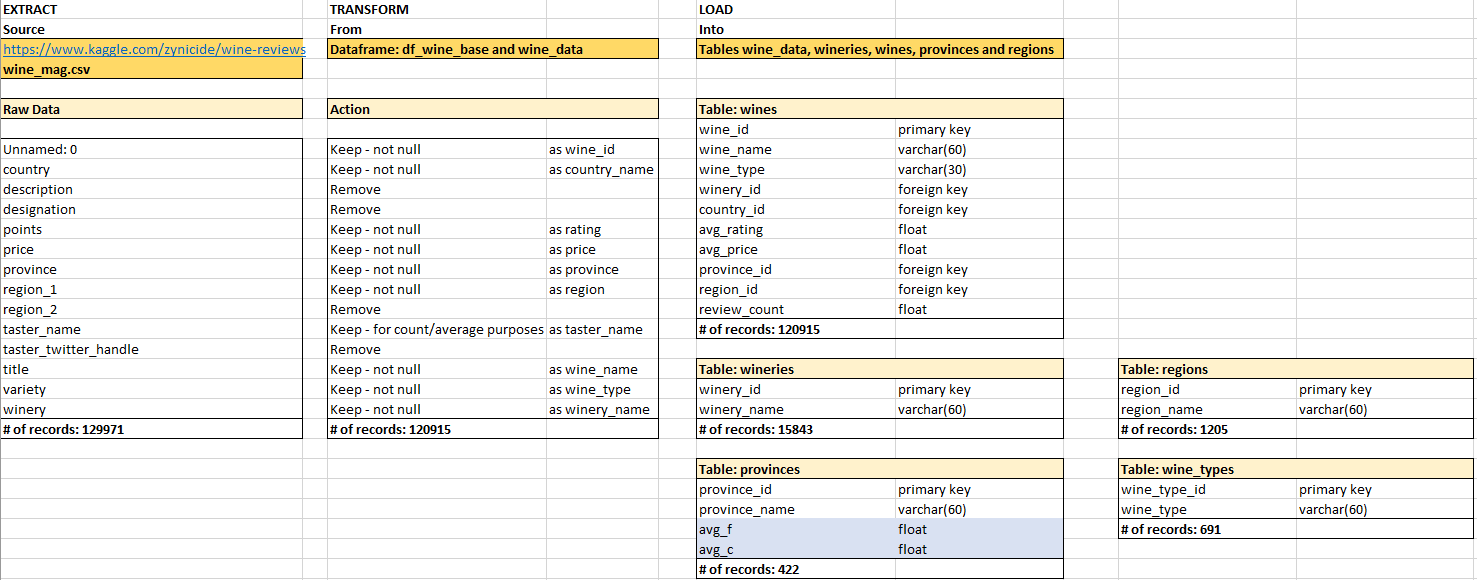 EXTRACT TRANSFORM LOAD
Source From Into
https://www.kaggle.com/zynicide/wine-reviews Dataframe: df_wine_base and wine_data Tables wine_data, wineries, wines, provinces and regions
wine_mag.csv
Raw Data Action Table: wines
wine_id primary key
Unnamed: 0 Keep - not null as wine_id wine_name varchar(60)
country Keep - not null as country_name wine_type varchar(30)
description Remove winery_id foreign key
designation Remove country_id foreign key
points Keep - not null as rating avg_rating float
price Keep - not null as price avg_price float
province Keep - not null as province province_id foreign key
region_1 Keep - not null as region region_id foreign key
region_2 Remove review_count float
taster_name Keep - for count/average purposes as taster_name # of records: 120915
taster_twitter_handle Remove
title Keep - not null as wine_name Table: wineries Table: regions
variety Keep - not null as wine_type winery_id primary key region_id primary key
winery Keep - not null as winery_name winery_name varchar(60) region_name varchar(60)
# of records: 129971 # of records: 120915 # of records: 15843 # of records: 1205
Table: provinces Table: wine_types
province_id primary key wine_type_id primary key
province_name varchar(60) wine_type varchar(60)
avg_f float # of records: 691
avg_c float
# of records: 422